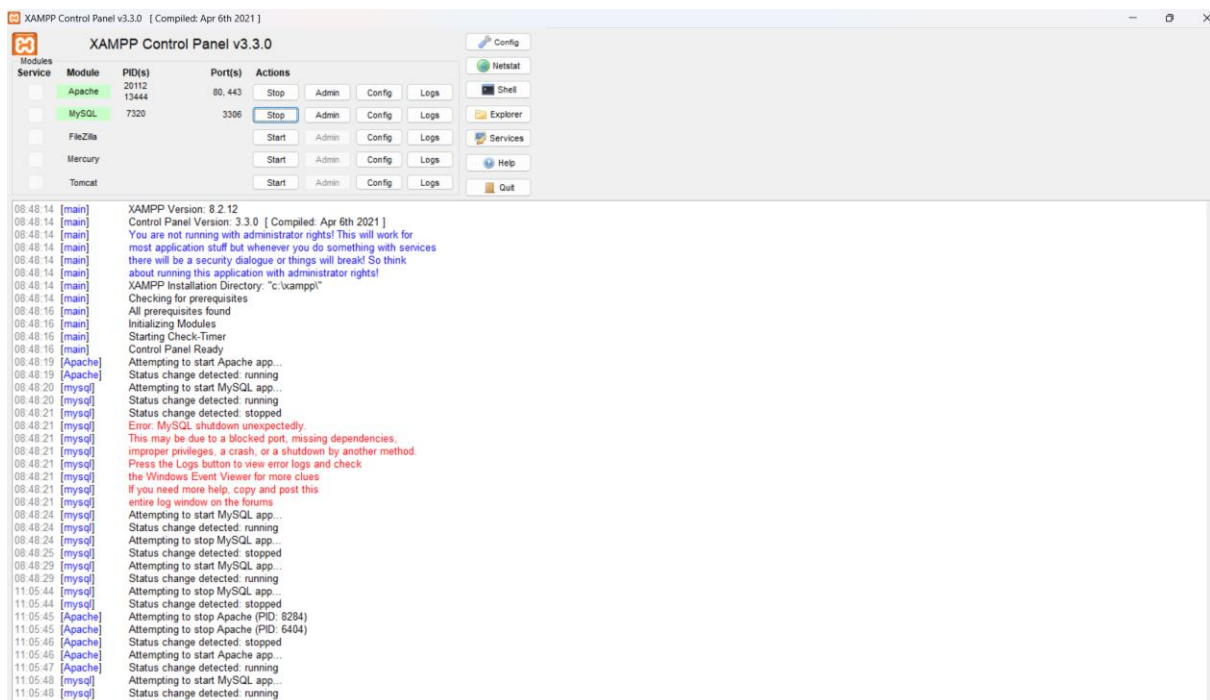 XAMPP Control Panel v3.3.0 [ Compiled: Apr 6th 2021 ]
XAMPP Control Panel v3.3.0
Config
Modules
Service Module PID(s) Port(s) Actions
Netstat
Apache 20112 13444 80, 443 Stop Admin Config Logs
Shell
MySQL 7320 3306 Stop Admin Config Logs
Explorer
FileZilla Start Admin Config Logs
Services
Mercury Start Admin Config Logs
Help
Tomcat Start Admin Config Logs
Quit
08:48:14 [main] XAMPP Version: 8.2.12
08:48:14 [main] Control Panel Version: 3.3.0 [ Compiled: Apr 6th 2021 ]
08:48:14 [main] You are not running with administrator rights! This will work for
08:48:14 [main] most application stuff but whenever you do something with services
08:48:14 [main] there will be a security dialogue or things will break! So think
08:48:14 [main] about running this application with administrator rights!
08:48:14 [main] XAMPP Installation Directory: "c:\xampp\"
08:48:14 [main] Checking for prerequisites
08:48:16 [main] All prerequisites found
08:48:16 [main] Initializing Modules
08:48:16 [main] Starting Check-Timer
08:48:16 [main] Control Panel Ready
08:48:19 [Apache] Attempting to start Apache app...
08:48:19 [Apache] Status change detected: running
08:48:20 [mysql] Attempting to start MySQL app...
08:48:20 [mysql] Status change detected: running
08:48:21 [mysql] Status change detected: stopped
08:48:21 [mysql] Error: MySQL shutdown unexpectedly.
08:48:21 [mysql] This may be due to a blocked port, missing dependencies,
08:48:21 [mysql] improper privileges, a crash, or a shutdown by another method.
08:48:21 [mysql] Press the Logs button to view error logs and check
08:48:21 [mysql] the Windows Event Viewer for more clues
08:48:21 [mysql] If you need more help, copy and post this
08:48:21 [mysql] entire log window on the forums
08:48:24 [mysql] Attempting to start MySQL app...
08:48:24 [mysql] Status change detected: running
08:48:24 [mysql] Attempting to stop MySQL app...
08:48:25 [mysql] Status change detected: stopped
08:48:29 [mysql] Attempting to start MySQL app...
08:48:29 [mysql] Status change detected: running
11:05:44 [mysql] Attempting to stop MySQL app...
11:05:44 [mysql] Status change detected: stopped
11:05:45 [Apache] Attempting to stop Apache (PID: 8284)
11:05:45 [Apache] Attempting to stop Apache (PID: 6404)
11:05:46 [Apache] Status change detected: stopped
11:05:46 [Apache] Attempting to start Apache app...
11:05:47 [Apache] Status change detected: running
11:05:48 [mysql] Attempting to start MySQL app...
11:05:48 [mysql] Status change detected: running